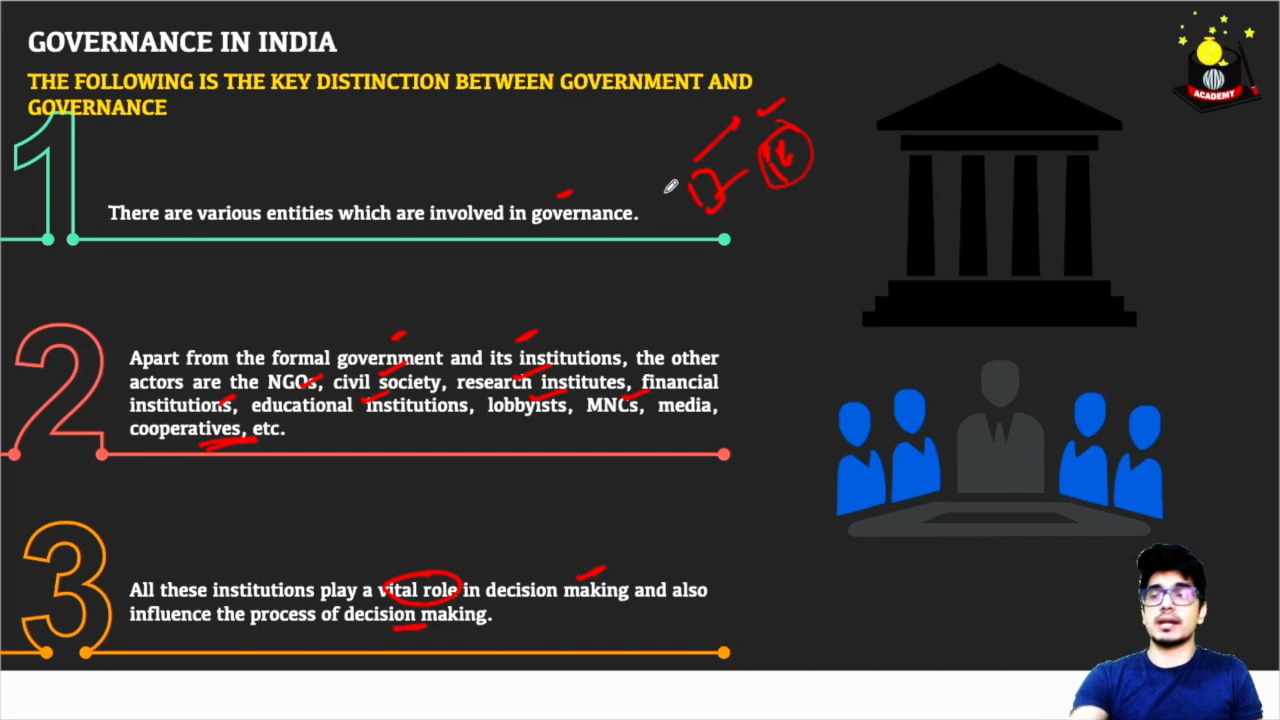 GOVERNANCE IN INDIA
THE FOLLOWING IS THE KEY DISTINCTION BETWEEN GOVERNMENT AND
GOVERNANCE
ACADEMY
1
There are various entities which are involved in governance.
2
Apart from the formal government and its institutions, the other
actors are the NGOs, civil society, research institutes, financial
institutions, educational institutions, lobbyists, MNCs, media,
cooperatives, etc.
3
All these institutions play a vital role in decision making and also
influence the process of decision making.